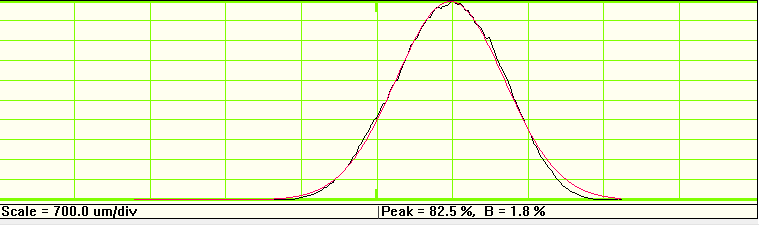 Scale = 700.0 um/div Peak = 82.5 %, B = 1.8 %